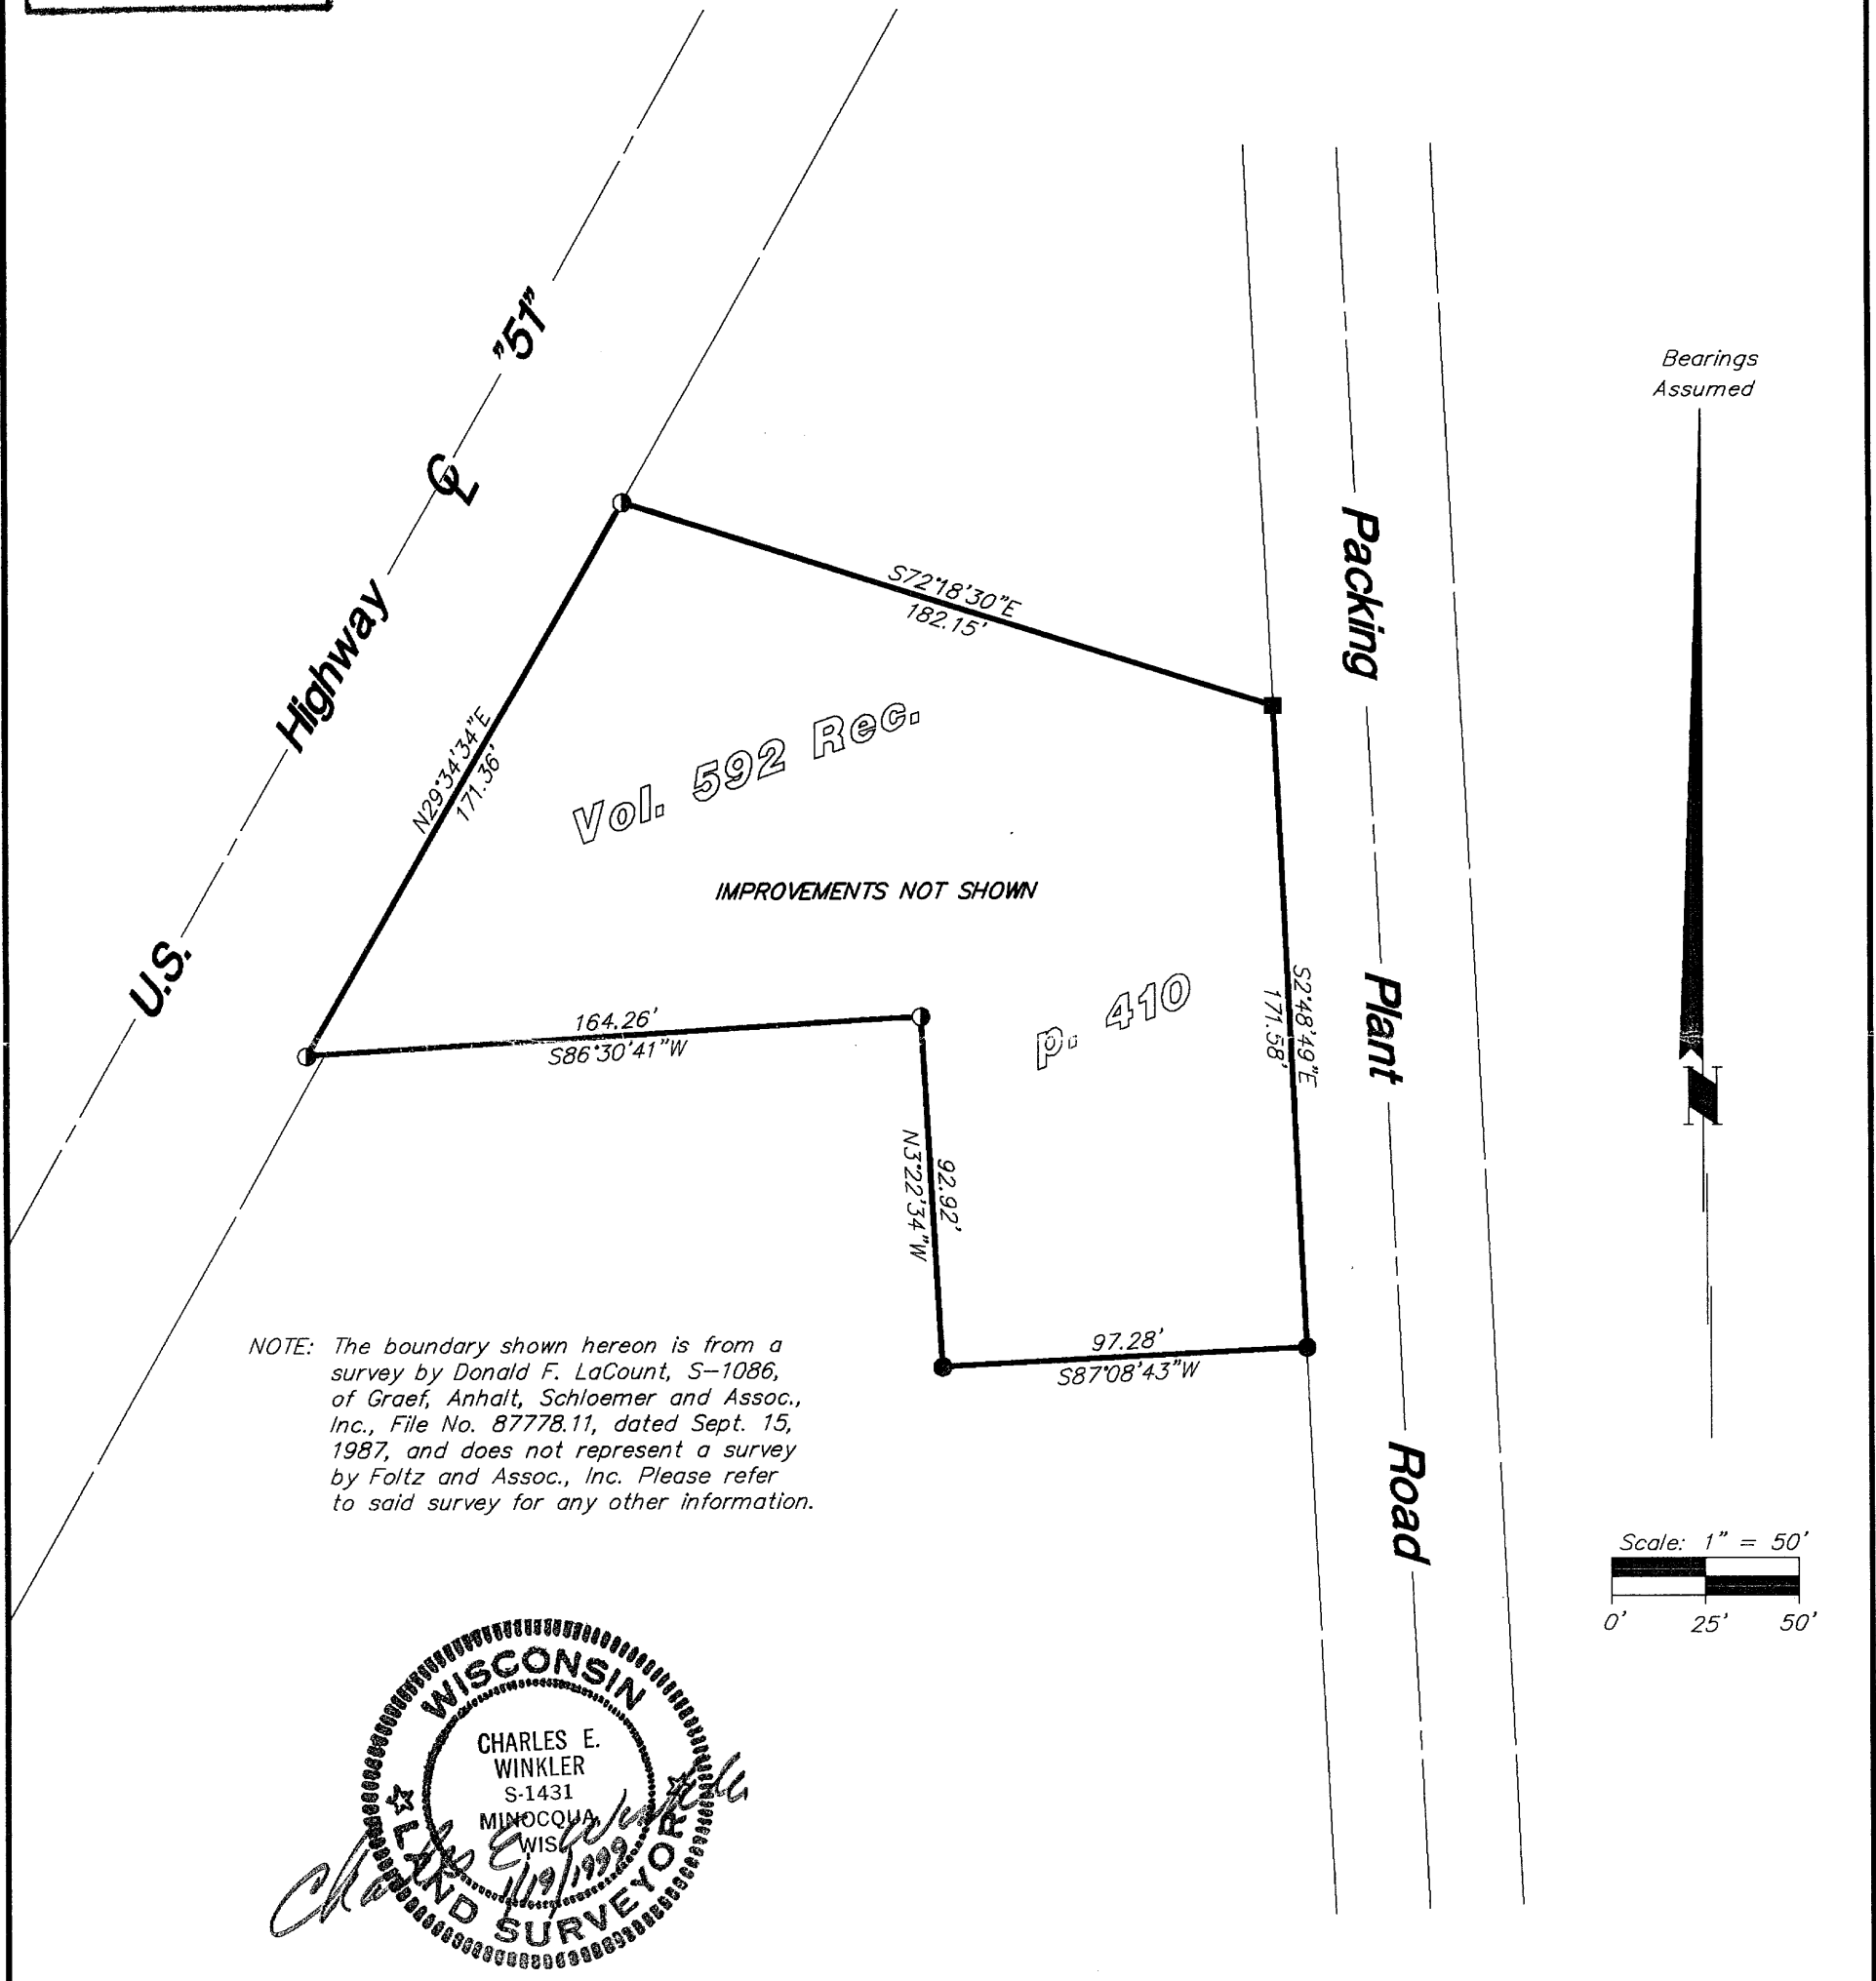 "51"
℄
Highway
U.S.
Bearings
Assumed
N
Packing
Plant
Road
S72°18'30"E
182.15'
N29°34'34"E
171.36'
Vol. 592 Rec.
IMPROVEMENTS NOT SHOWN
p. 410
S2°48'49"E
171.58'
164.26'
S86°30'41"W
92.92'
N3°22'34"W
97.28'
S87°08'43"W
NOTE: The boundary shown hereon is from a
survey by Donald F. LaCount, S-1086,
of Graef, Anhalt, Schloemer and Assoc.,
Inc., File No. 87778.11, dated Sept. 15,
1987, and does not represent a survey
by Foltz and Assoc., Inc. Please refer
to said survey for any other information.
Scale: 1" = 50'
0' 25' 50'
WISCONSIN
CHARLES E.
WINKLER
S-1431
MINOCQUA,
WIS.
LAND SURVEYOR
Charles E. Winkler
1/19/1999